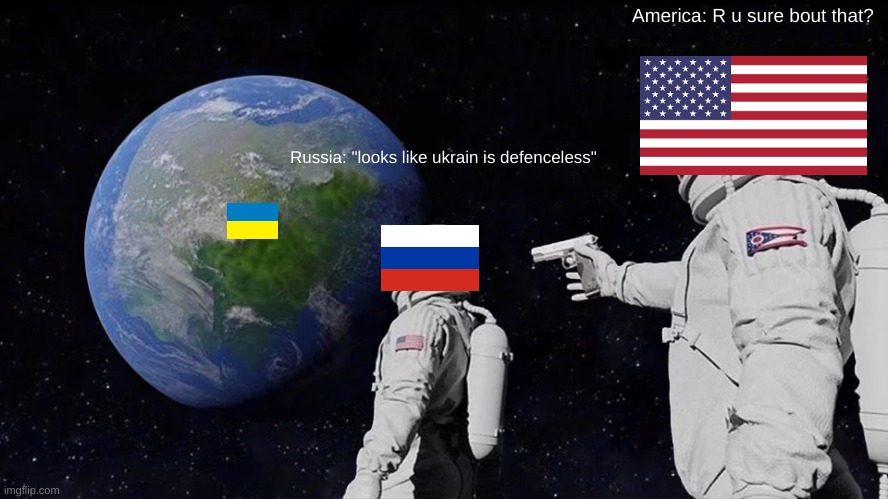 America: R u sure bout that?
Russia: "looks like ukrain is defenceless"
imgflip.com